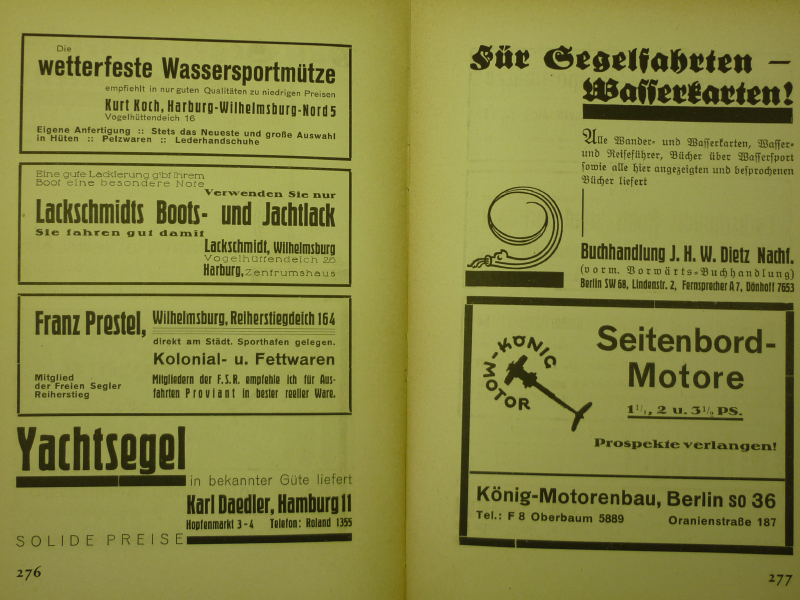 Die
wetterfeste Wassersportmütze
empfiehlt in nur guten Qualitäten zu niedrigen Preisen
Kurt Koch, Harburg-Wilhelmsburg-Nord 5
Vogelhüttendeich 16
Eigene Anfertigung :: Stets das Neueste und große Auswahl
in Hüten :: Pelzwaren :: Lederhandschuhe
Eine gute Lackierung gibt Ihrem
Boot eine besondere Note
Verwenden Sie nur
Lackschmidts Boots- und Jachtlack
Sie fahren gut damit
Lackschmidt, Wilhelmsburg
Vogelhüttendeich 26
Harburg, Zentrumshaus
Franz Prestel, Wilhelmsburg, Reiherstiegdeich 164
direkt am Städt. Sporthafen gelegen.
Kolonial- u. Fettwaren
Mitglied
der Freien Segler
Reiherstieg
Mitgliedern der F.S.R. empfehle ich für Aus-
fahrten Proviant in bester reeller Ware.
Yachtsegel
in bekannter Güte liefert
Karl Daedler, Hamburg 11
Hopfenmarkt 3-4 Telefon: Roland 1355
SOLIDE PREISE
276
Für Segelfahrten –
Wasserkarten!
Alle Wander- und Wasserkarten, Wasser-
und Reiseführer, Bücher über Wassersport
sowie alle hier angezeigten und besprochenen
Bücher liefert
Buchhandlung J. H. W. Dietz Nachf.
(vorm. Vorwärts-Buchhandlung)
Berlin SW 68, Lindenstr. 2, Fernsprecher A 7, Dönhoff 7653
KÖNIG
MOTOR
Seitenbord-
Motore
1½, 2 u. 3½ PS.
Prospekte verlangen!
König-Motorenbau, Berlin SO 36
Tel.: F 8 Oberbaum 5889 Oranienstraße 187
277